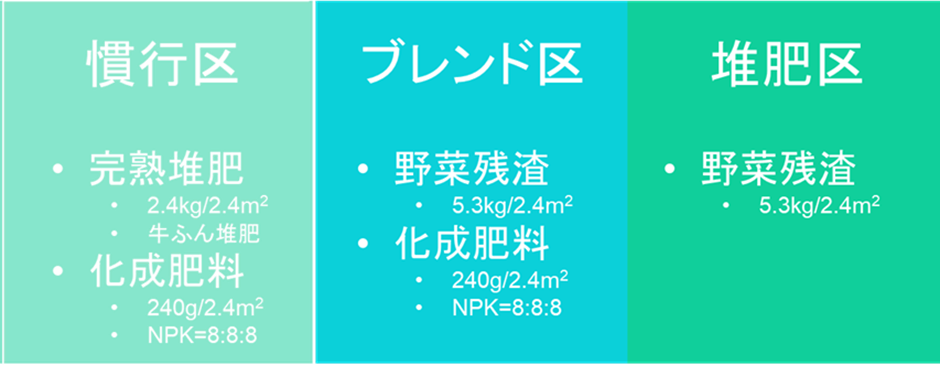 慣行区
• 完熟堆肥
• 2.4kg/2.4m²
• 牛ふん堆肥
• 化成肥料
• 240g/2.4m²
• NPK=8:8:8
ブレンド区
• 野菜残渣
• 5.3kg/2.4m²
• 化成肥料
• 240g/2.4m²
• NPK=8:8:8
堆肥区
• 野菜残渣
• 5.3kg/2.4m²